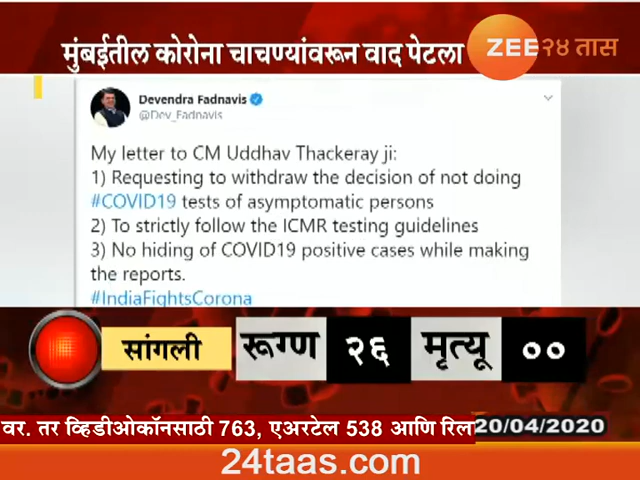 मुंबईतील कोरोना चाचण्यांवरून वाद पेटला
ZEE २४ तास
Devendra Fadnavis
@Dev_Fadnavis
My letter to CM Uddhav Thackeray ji:
1) Requesting to withdraw the decision of not doing
#COVID19 tests of asymptomatic persons
2) To strictly follow the ICMR testing guidelines
3) No hiding of COVID19 positive cases while making
the reports.
#IndiaFightsCorona
सांगली रूग्ण २६ मृत्यू ००
वर. तर व्हिडीओकॉनसाठी 763, एअरटेल 538 आणि रिल
20/04/2020
24taas.com